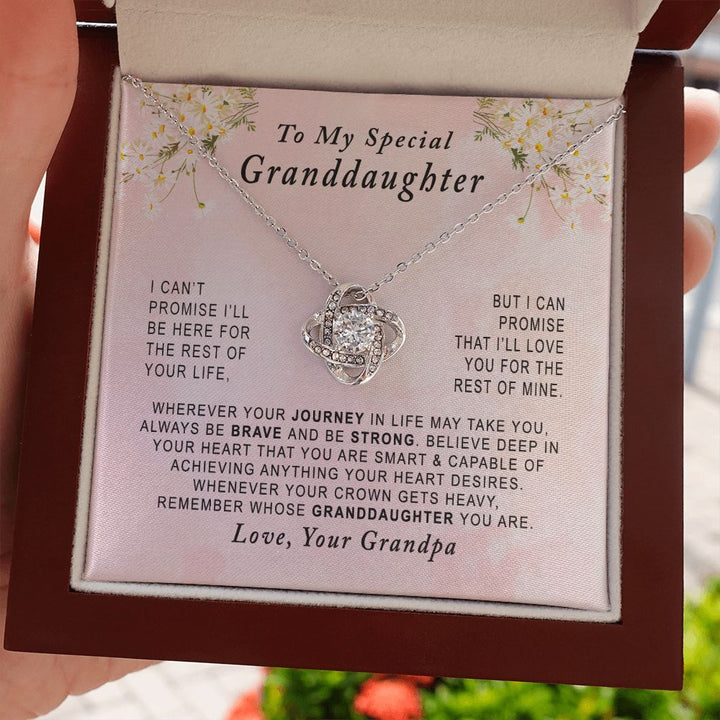 To My Special
Granddaughter
I CAN'T
PROMISE I'LL
BE HERE FOR
THE REST OF
YOUR LIFE,
BUT I CAN
PROMISE
THAT I'LL LOVE
YOU FOR THE
REST OF MINE.
WHEREVER YOUR JOURNEY IN LIFE MAY TAKE YOU,
ALWAYS BE BRAVE AND BE STRONG. BELIEVE DEEP IN
YOUR HEART THAT YOU ARE SMART & CAPABLE OF
ACHIEVING ANYTHING YOUR HEART DESIRES.
WHENEVER YOUR CROWN GETS HEAVY,
REMEMBER WHOSE GRANDDAUGHTER YOU ARE.
Love, Your Grandpa